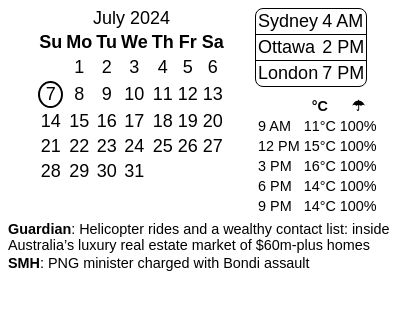 July 2024
Su Mo Tu We Th Fr Sa
1 2 3 4 5 6
7 8 9 10 11 12 13
14 15 16 17 18 19 20
21 22 23 24 25 26 27
28 29 30 31
Sydney 4 AM
Ottawa 2 PM
London 7 PM
°C ☂
9 AM 11°C 100%
12 PM 15°C 100%
3 PM 16°C 100%
6 PM 14°C 100%
9 PM 14°C 100%
Guardian: Helicopter rides and a wealthy contact list: inside
Australia’s luxury real estate market of $60m-plus homes
SMH: PNG minister charged with Bondi assault